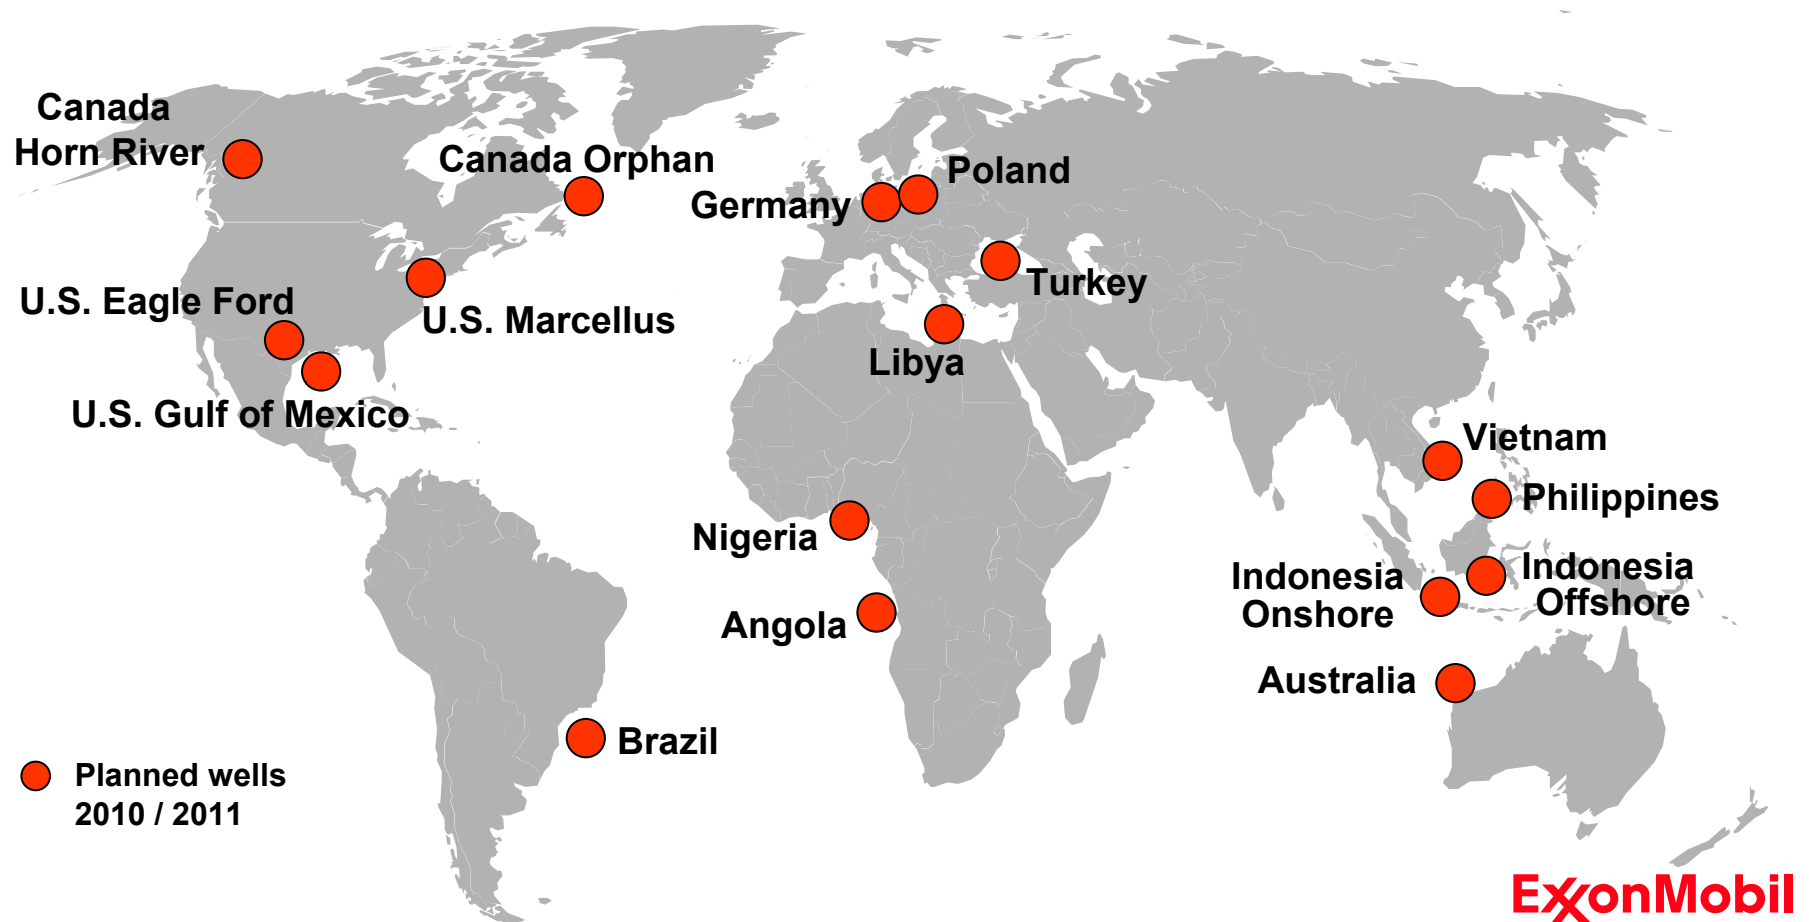 Canada
Horn River
Canada Orphan
Poland
Germany
Turkey
U.S. Eagle Ford
U.S. Marcellus
Libya
U.S. Gulf of Mexico
Vietnam
Philippines
Nigeria
Indonesia
Onshore
Indonesia
Offshore
Angola
Australia
Brazil
Planned wells
2010 / 2011
ExxonMobil